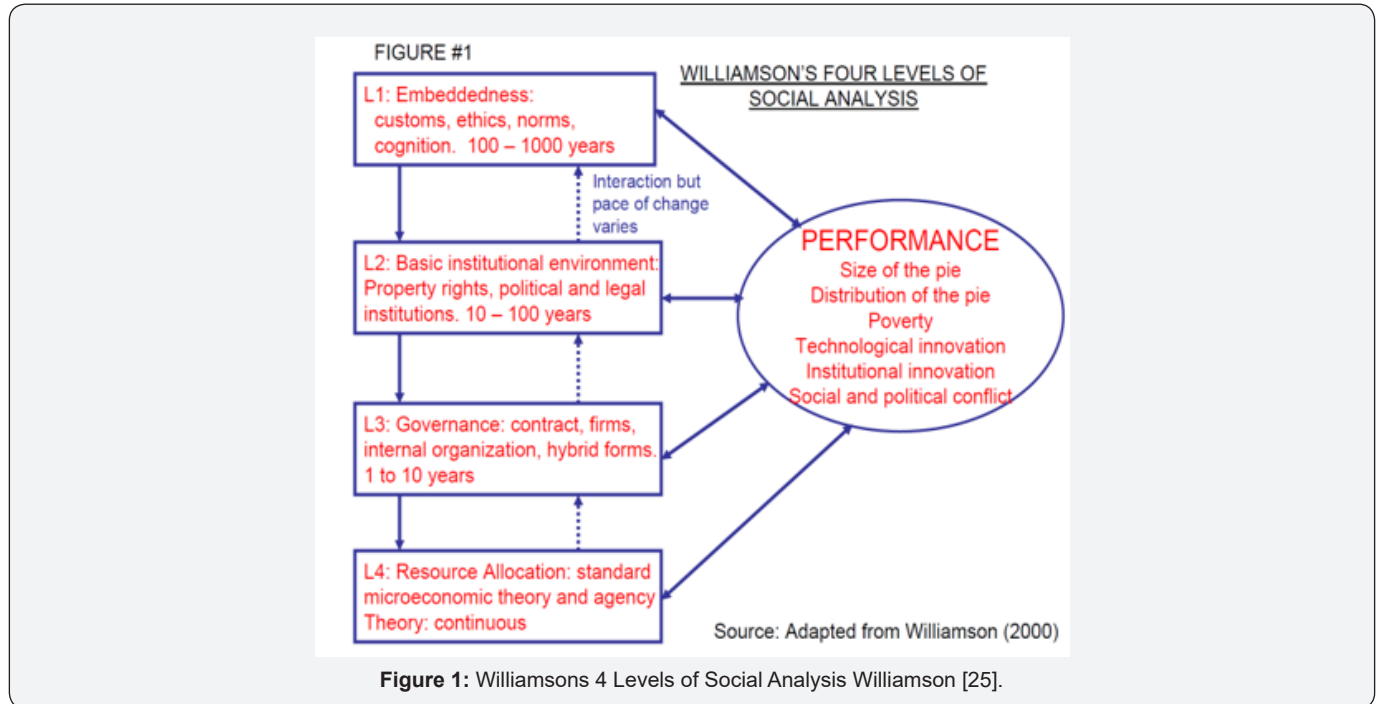 FIGURE #1
WILLIAMSON'S FOUR LEVELS OF
SOCIAL ANALYSIS
L1: Embeddedness:
customs, ethics, norms,
cognition. 100 – 1000 years
Interaction but
pace of change
varies
L2: Basic institutional environment:
Property rights, political and legal
institutions. 10 – 100 years
PERFORMANCE
Size of the pie
Distribution of the pie
Poverty
Technological innovation
Institutional innovation
Social and political conflict
L3: Governance: contract, firms,
internal organization, hybrid forms.
1 to 10 years
L4: Resource Allocation: standard
microeconomic theory and agency
Theory: continuous
Source: Adapted from Williamson (2000)
Figure 1: Williamsons 4 Levels of Social Analysis Williamson [25].